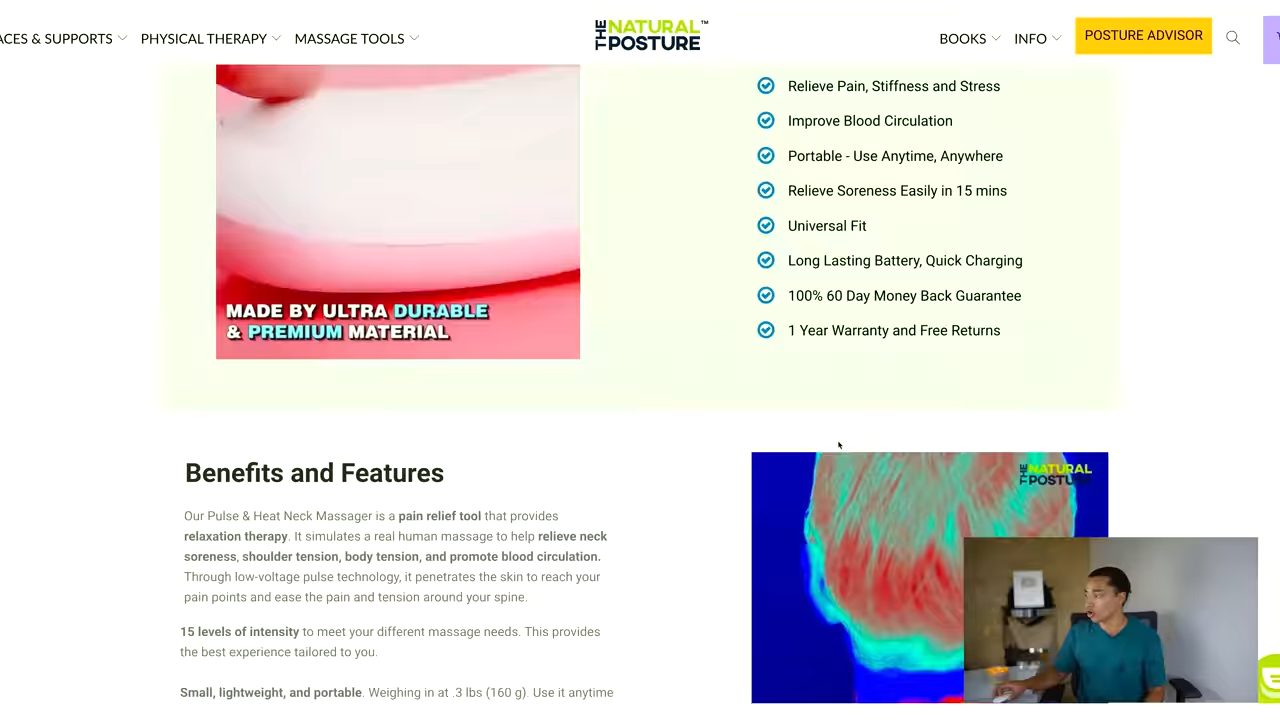 ACES & SUPPORTS
PHYSICAL THERAPY
MASSAGE TOOLS
THE NATURAL POSTURE™
BOOKS
INFO
POSTURE ADVISOR
Relieve Pain, Stiffness and Stress
Improve Blood Circulation
Portable - Use Anytime, Anywhere
Relieve Soreness Easily in 15 mins
Universal Fit
Long Lasting Battery, Quick Charging
100% 60 Day Money Back Guarantee
1 Year Warranty and Free Returns
MADE BY ULTRA DURABLE
& PREMIUM MATERIAL
Benefits and Features
Our Pulse & Heat Neck Massager is a pain relief tool that provides
relaxation therapy. It simulates a real human massage to help relieve neck
soreness, shoulder tension, body tension, and promote blood circulation.
Through low-voltage pulse technology, it penetrates the skin to reach your
pain points and ease the pain and tension around your spine.
15 levels of intensity to meet your different massage needs. This provides
the best experience tailored to you.
Small, lightweight, and portable. Weighing in at .3 lbs (160 g). Use it anytime
THE NATURAL POSTURE